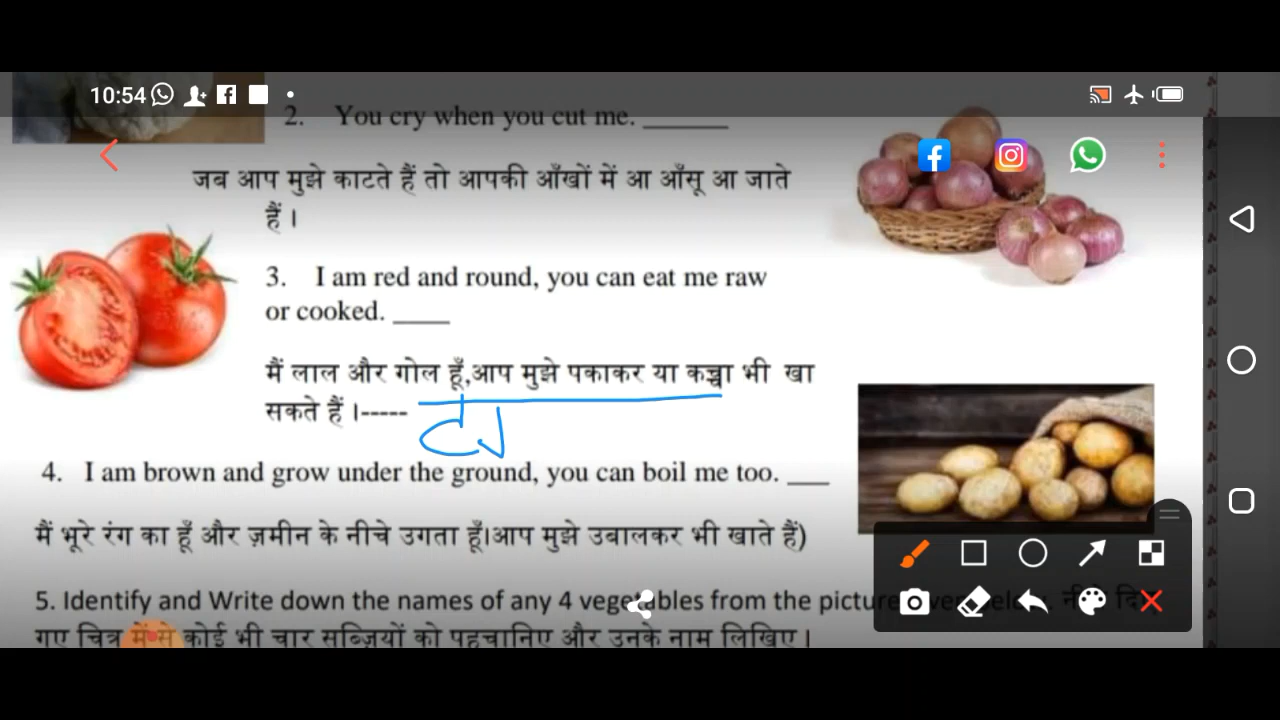 10:54
2. You cry when you cut me. ______
जब आप मुझे काटते हैं तो आपकी आँखों में आ आँसू आ जाते
हैं ।
3. I am red and round, you can eat me raw
or cooked. ____
मैं लाल और गोल हूँ,आप मुझे पकाकर या कच्चा भी खा
सकते हैं ।-----
4. I am brown and grow under the ground, you can boil me too. ___
मैं भूरे रंग का हूँ और ज़मीन के नीचे उगता हूँ।आप मुझे उबालकर भी खाते हैं)
5. Identify and Write down the names of any 4 vegetables from the picture
गए चित्र में से कोई भी चार सब्ज़ियों को पहचानिए और उनके नाम लिखिए ।